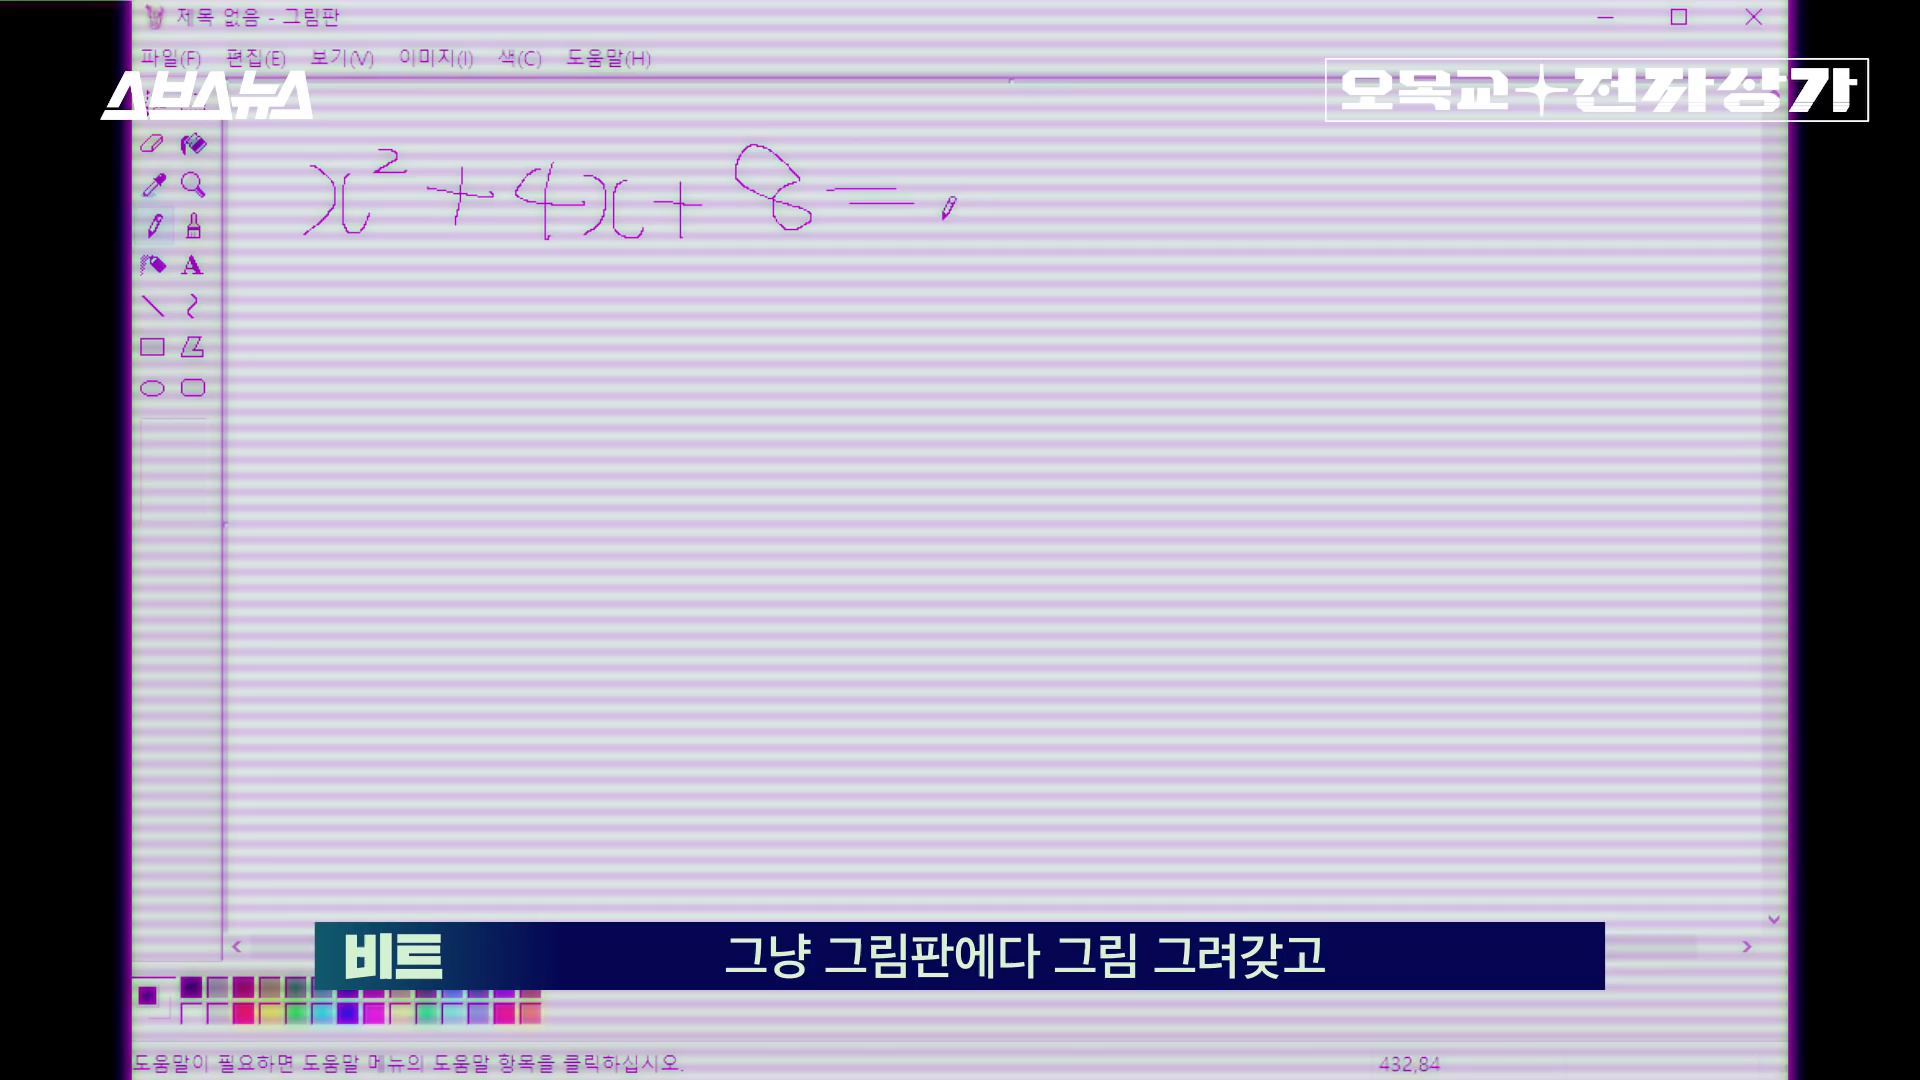 제목 없음 - 그림판
파일(F) 편집(E) 보기(V) 이미지(I) 색(C) 도움말(H)
스브스뉴스
오목교 전자상가
x² + 4x + 8 =
A
비트 그냥 그림판에다 그림 그려갖고
도움말이 필요하면 도움말 메뉴의 도움말 항목을 클릭하십시오. 432,84